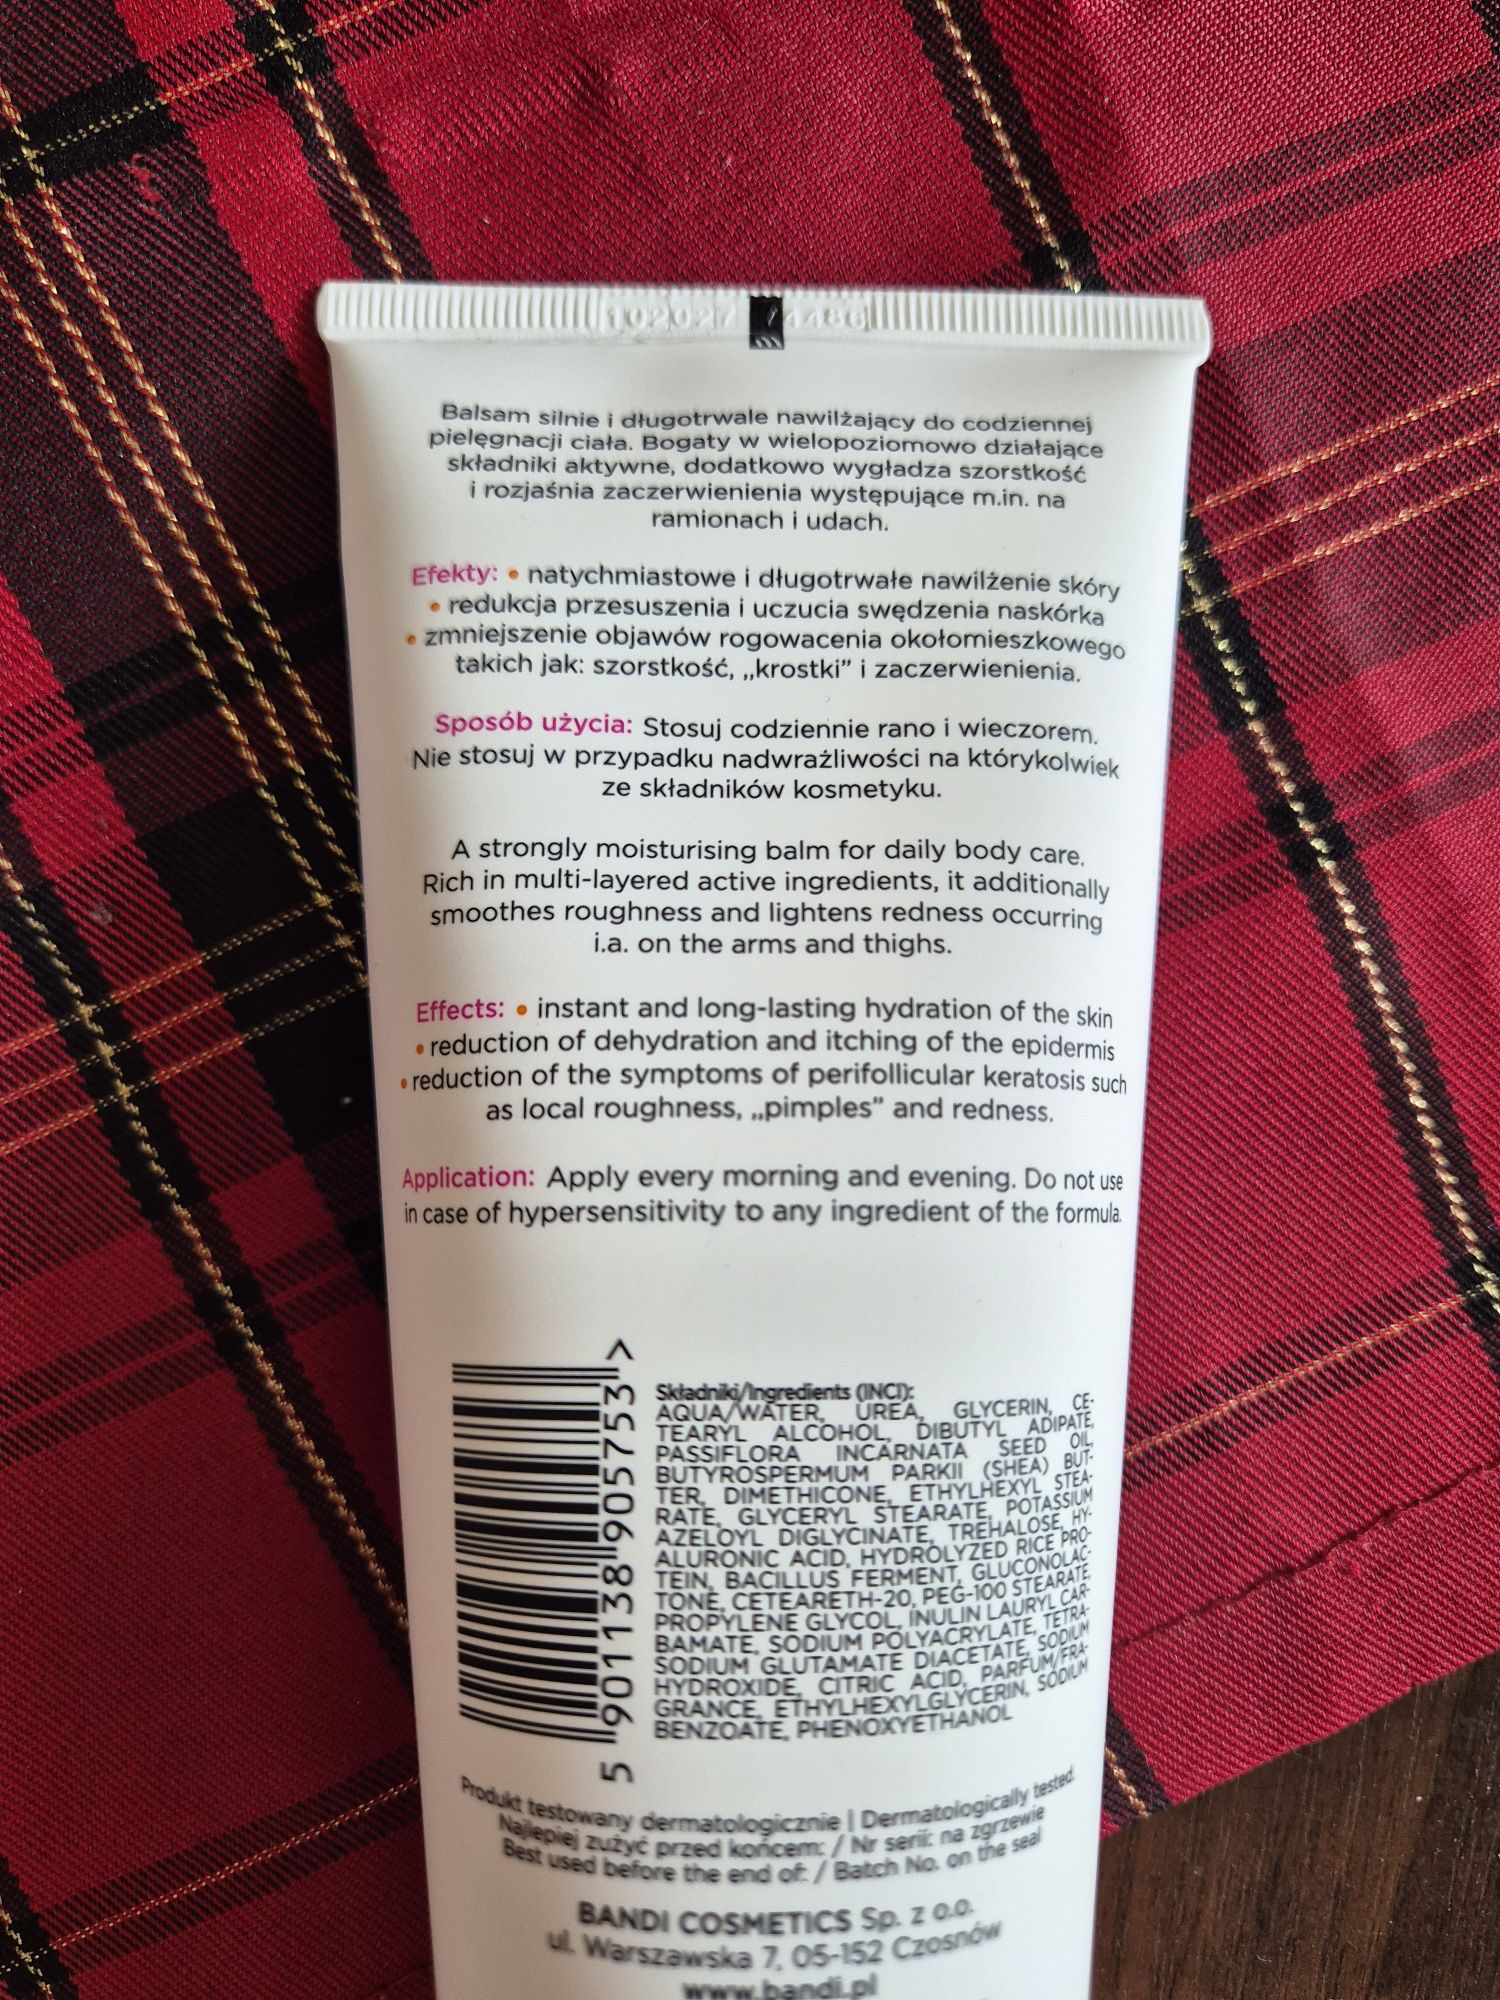 102027
Balsam silnie i długotrwale nawilżający do codziennej
pielęgnacji ciała. Bogaty w wielopoziomowo działające
składniki aktywne, dodatkowo wygładza szorstkość
i rozjaśnia zaczerwienienia występujące m.in. na
ramionach i udach.
Efekty: • natychmiastowe i długotrwałe nawilżenie skóry
• redukcja przesuszenia i uczucia swędzenia naskórka
• zmniejszenie objawów rogowacenia okołomieszkowego
takich jak: szorstkość, „krostki” i zaczerwienienia.
Sposób użycia: Stosuj codziennie rano i wieczorem.
Nie stosuj w przypadku nadwrażliwości na którykolwiek
ze składników kosmetyku.
A strongly moisturising balm for daily body care.
Rich in multi-layered active ingredients, it additionally
smoothes roughness and lightens redness occurring
i.a. on the arms and thighs.
Effects: • instant and long-lasting hydration of the skin
• reduction of dehydration and itching of the epidermis
• reduction of the symptoms of perifollicular keratosis such
as local roughness, „pimples” and redness.
Application: Apply every morning and evening. Do not use
in case of hypersensitivity to any ingredient of the formula.
5 901138 905753 >
Składniki/Ingredients (INCI):
AQUA/WATER, UREA, GLYCERIN, CE-
TEARYL ALCOHOL, DIBUTYL ADIPATE,
PASSIFLORA INCARNATA SEED OIL,
BUTYROSPERMUM PARKII (SHEA) BUT-
TER, DIMETHICONE, ETHYLHEXYL STEA-
RATE, GLYCERYL STEARATE, POTASSIUM
AZELOYL DIGLYCINATE, TREHALOSE, HY-
ALURONIC ACID, HYDROLYZED RICE PRO-
TEIN, BACILLUS FERMENT, GLUCONOLAC-
TONE, CETEARETH-20, PEG-100 STEARATE,
PROPYLENE GLYCOL, INULIN LAURYL CAR-
BAMATE, SODIUM POLYACRYLATE, TETRA-
SODIUM GLUTAMATE DIACETATE, SODIUM
HYDROXIDE, CITRIC ACID, PARFUM/FRA-
GRANCE, ETHYLHEXYLGLYCERIN, SODIUM
BENZOATE, PHENOXYETHANOL
Produkt testowany dermatologicznie | Dermatologically tested.
Najlepiej zużyć przed końcem: / Nr serii: na zgrzewie
Best used before the end of: / Batch No. on the seal
BANDI COSMETICS Sp. z o.o.
ul. Warszawska 7, 05-152 Czosnów
www.bandi.pl